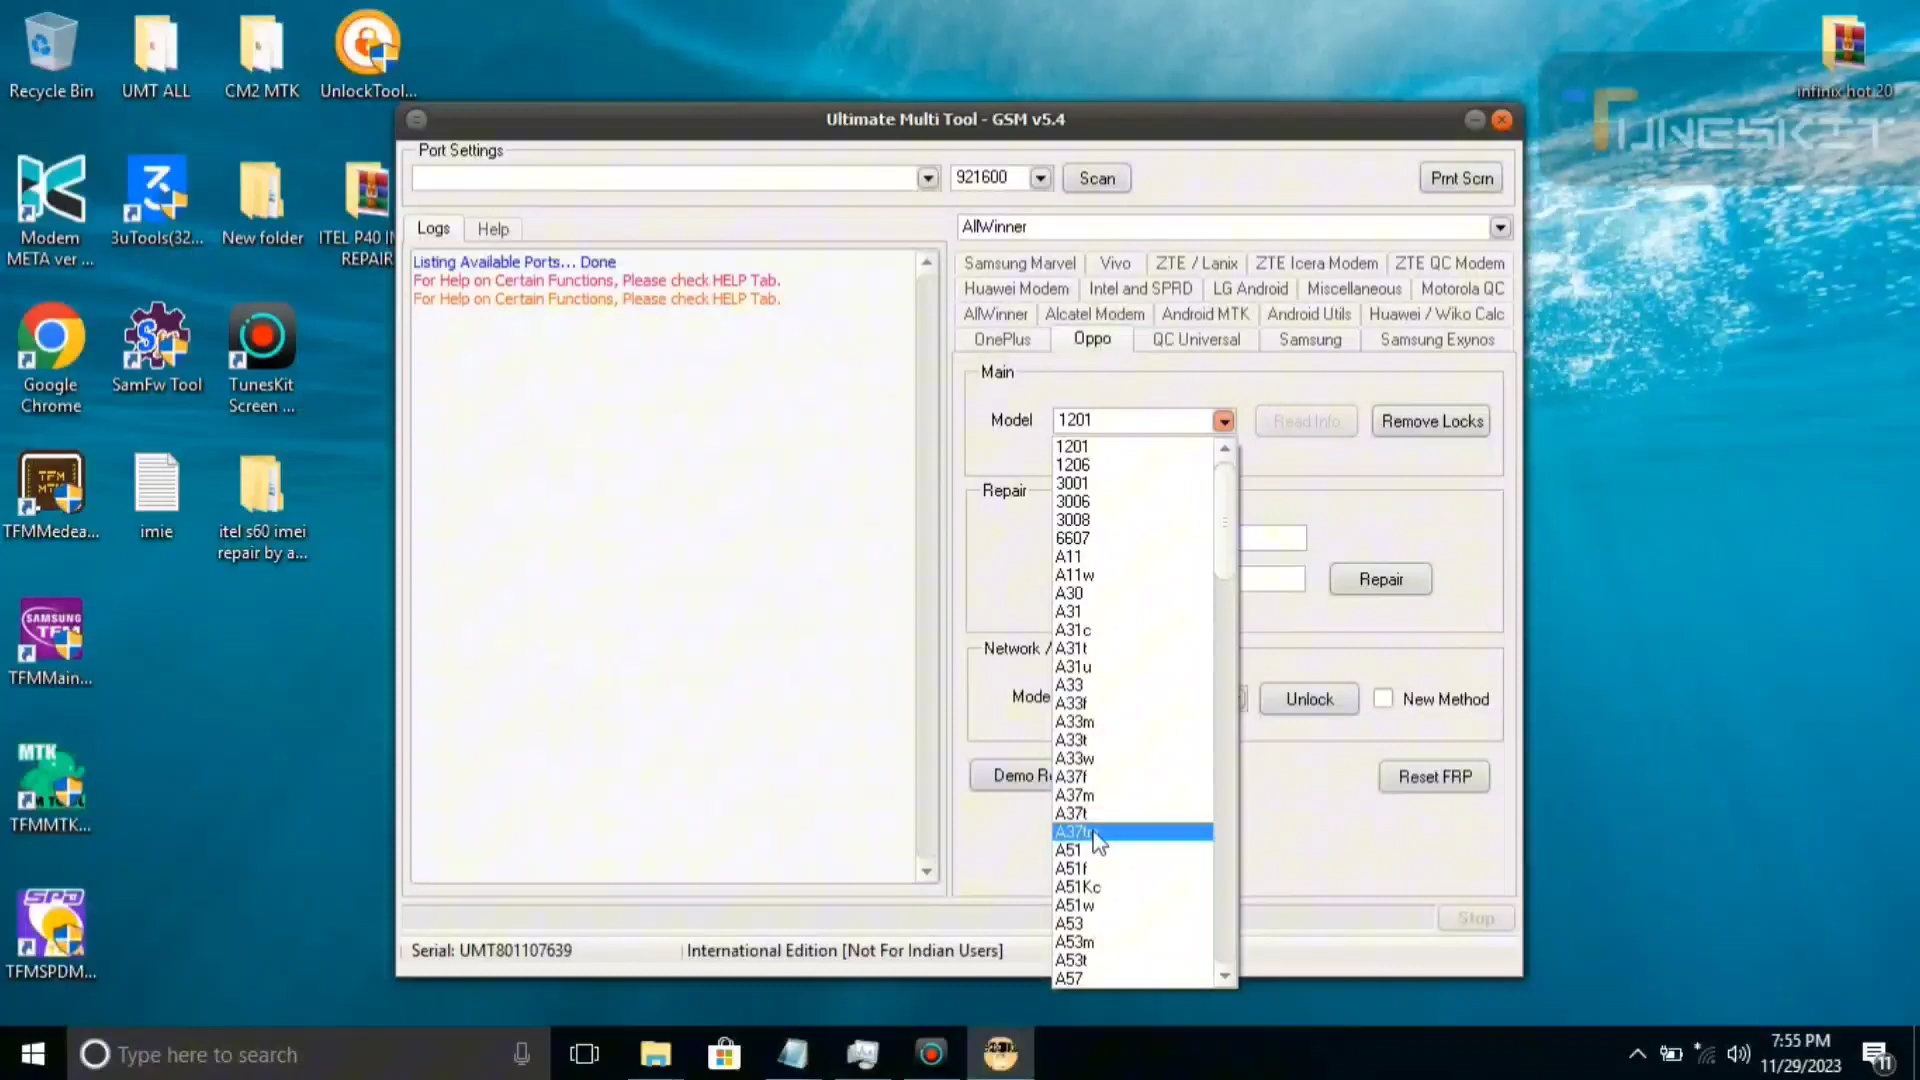 Recycle Bin
UMT ALL
CM2 MTK
UnlockTool...
infinix hot 20
TUNESKIT
Modem
META ver ...
3uTools(32...
New folder
ITEL P40
REPAIR
Google
Chrome
SamFw Tool
TunesKit
Screen ...
TFMMedea...
imie
itel s60 imei
repair by a...
SAMSUNG
TFM
TFMMain...
MTK
TFMMTK...
SPD
TFMSPDM...
Ultimate Multi Tool - GSM v5.4
Port Settings
921600
Scan
Prnt Scrn
Logs
Help
Listing Available Ports... Done
For Help on Certain Functions, Please check HELP Tab.
For Help on Certain Functions, Please check HELP Tab.
AllWinner
Samsung Marvel
Vivo
ZTE / Lanix
ZTE Icera Modem
ZTE QC Modem
Huawei Modem
Intel and SPRD
LG Android
Miscellaneous
Motorola QC
AllWinner
Alcatel Modem
Android MTK
Android Utils
Huawei / Wiko Calc
OnePlus
Oppo
QC Universal
Samsung
Samsung Exynos
Main
Model
1201
Read Info
Remove Locks
1201
1206
3001
3006
3008
6607
A11
A11w
A30
A31
A31c
A31t
A31u
A33
A33f
A33m
A33t
A33w
A37f
A37m
A37t
A51
A51f
A51Kc
A51w
A53
A53m
A53t
A57
Repair
Repair
Network /
Mode
Unlock
New Method
Demo R
Reset FRP
Stop
Serial: UMT801107639
International Edition [Not For Indian Users]
Type here to search
7:55 PM
11/29/2023
11